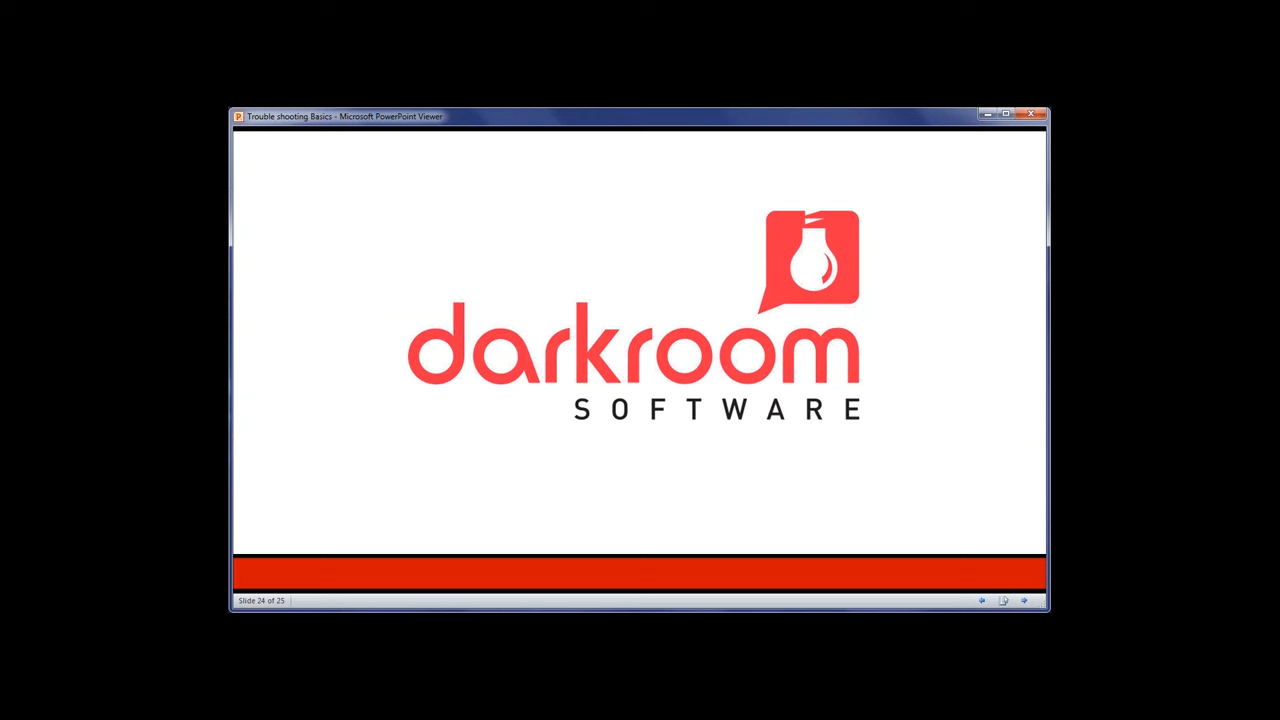 Trouble shooting Basics - Microsoft PowerPoint Viewer
darkroom
SOFTWARE
Slide 24 of 25